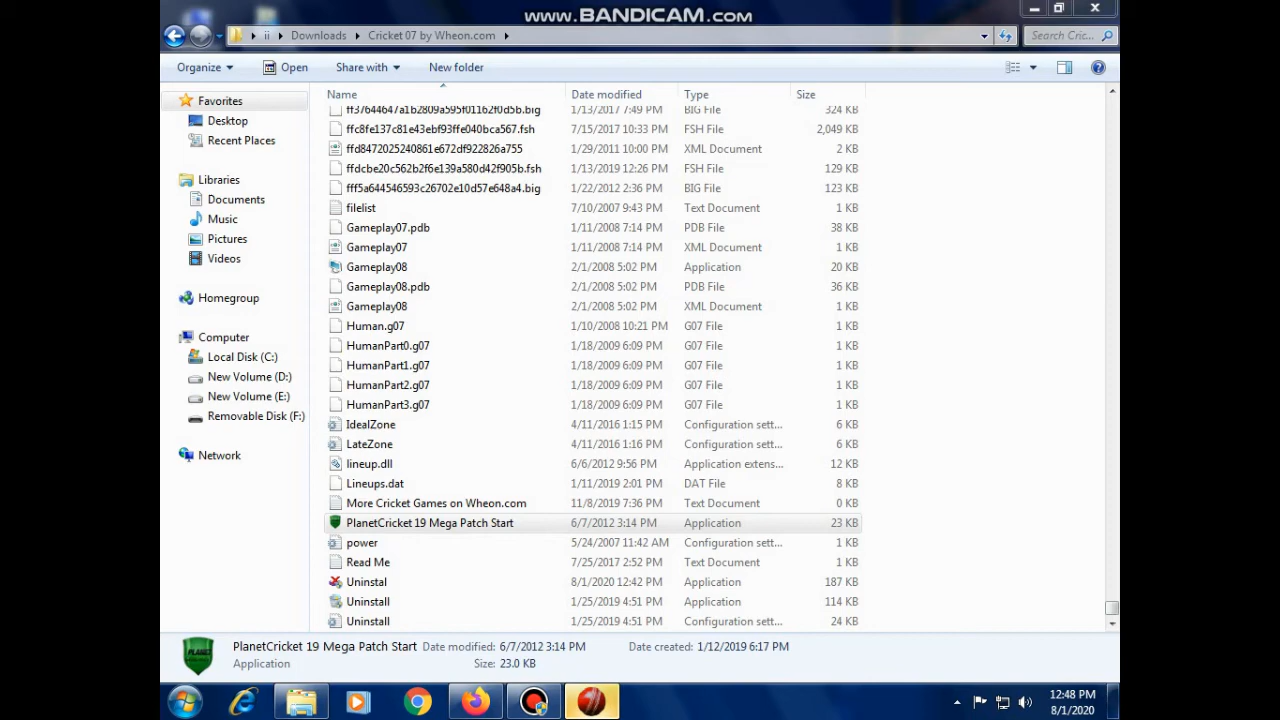 www.BANDICAM.com
ii Downloads Cricket 07 by Wheon.com Search Cric...
Organize Open Share with New folder
Name Date modified Type Size
Favorites
Desktop
Recent Places
Libraries
Documents
Music
Pictures
Videos
Homegroup
Computer
Local Disk (C:)
New Volume (D:)
New Volume (E:)
Removable Disk (F:)
Network
ff37644647a1b2809a595f01162f0d5b.big 1/13/2017 7:49 PM BIG File 324 KB
ffc8fe137c81e43ebf93ffe040bca567.fsh 7/15/2017 10:33 PM FSH File 2,049 KB
ffd8472025240861e672df922826a755 1/29/2011 10:00 PM XML Document 2 KB
ffdcbe20c562b2f6e139a580d42f905b.fsh 1/13/2019 12:26 PM FSH File 129 KB
fff5a644546593c26702e10d57e648a4.big 1/22/2012 2:36 PM BIG File 123 KB
filelist 7/10/2007 9:43 PM Text Document 1 KB
Gameplay07.pdb 1/11/2008 7:14 PM PDB File 38 KB
Gameplay07 1/11/2008 7:14 PM XML Document 1 KB
Gameplay08 2/1/2008 5:02 PM Application 20 KB
Gameplay08.pdb 2/1/2008 5:02 PM PDB File 36 KB
Gameplay08 2/1/2008 5:02 PM XML Document 1 KB
Human.g07 1/10/2008 10:21 PM G07 File 1 KB
HumanPart0.g07 1/18/2009 6:09 PM G07 File 1 KB
HumanPart1.g07 1/18/2009 6:09 PM G07 File 1 KB
HumanPart2.g07 1/18/2009 6:09 PM G07 File 1 KB
HumanPart3.g07 1/18/2009 6:09 PM G07 File 1 KB
IdealZone 4/11/2016 1:15 PM Configuration sett... 6 KB
LateZone 4/11/2016 1:16 PM Configuration sett... 6 KB
lineup.dll 6/6/2012 9:56 PM Application extens... 12 KB
Lineups.dat 1/11/2019 2:01 PM DAT File 8 KB
More Cricket Games on Wheon.com 11/8/2019 7:36 PM Text Document 0 KB
PlanetCricket 19 Mega Patch Start 6/7/2012 3:14 PM Application 23 KB
power 5/24/2007 11:42 AM Configuration sett... 1 KB
Read Me 7/25/2017 2:52 PM Text Document 1 KB
Uninstal 8/1/2020 12:42 PM Application 187 KB
Uninstall 1/25/2019 4:51 PM Application 114 KB
Uninstall 1/25/2019 4:51 PM Configuration sett... 24 KB
PlanetCricket 19 Mega Patch Start Date modified: 6/7/2012 3:14 PM Date created: 1/12/2019 6:17 PM
Application Size: 23.0 KB
12:48 PM
8/1/2020